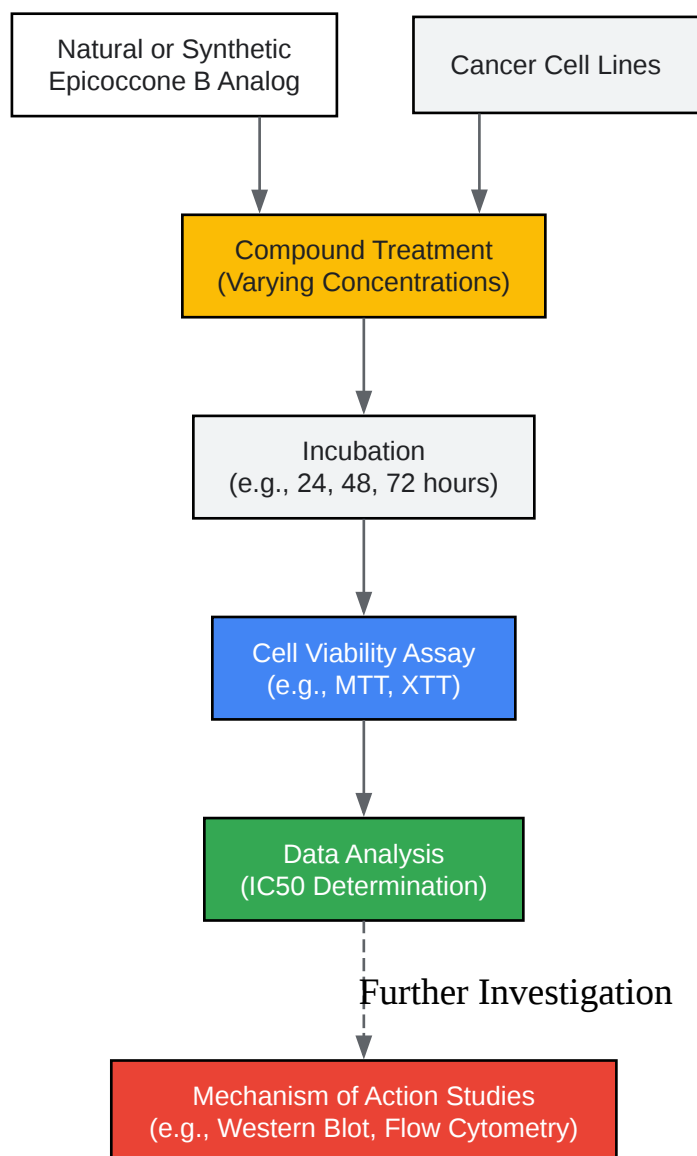 Natural or Synthetic
Epicoccone B Analog
Cancer Cell Lines
Compound Treatment
(Varying Concentrations)
Incubation
(e.g., 24, 48, 72 hours)
Cell Viability Assay
(e.g., MTT, XTT)
Data Analysis
(IC50 Determination)
Further Investigation
Mechanism of Action Studies
(e.g., Western Blot, Flow Cytometry)